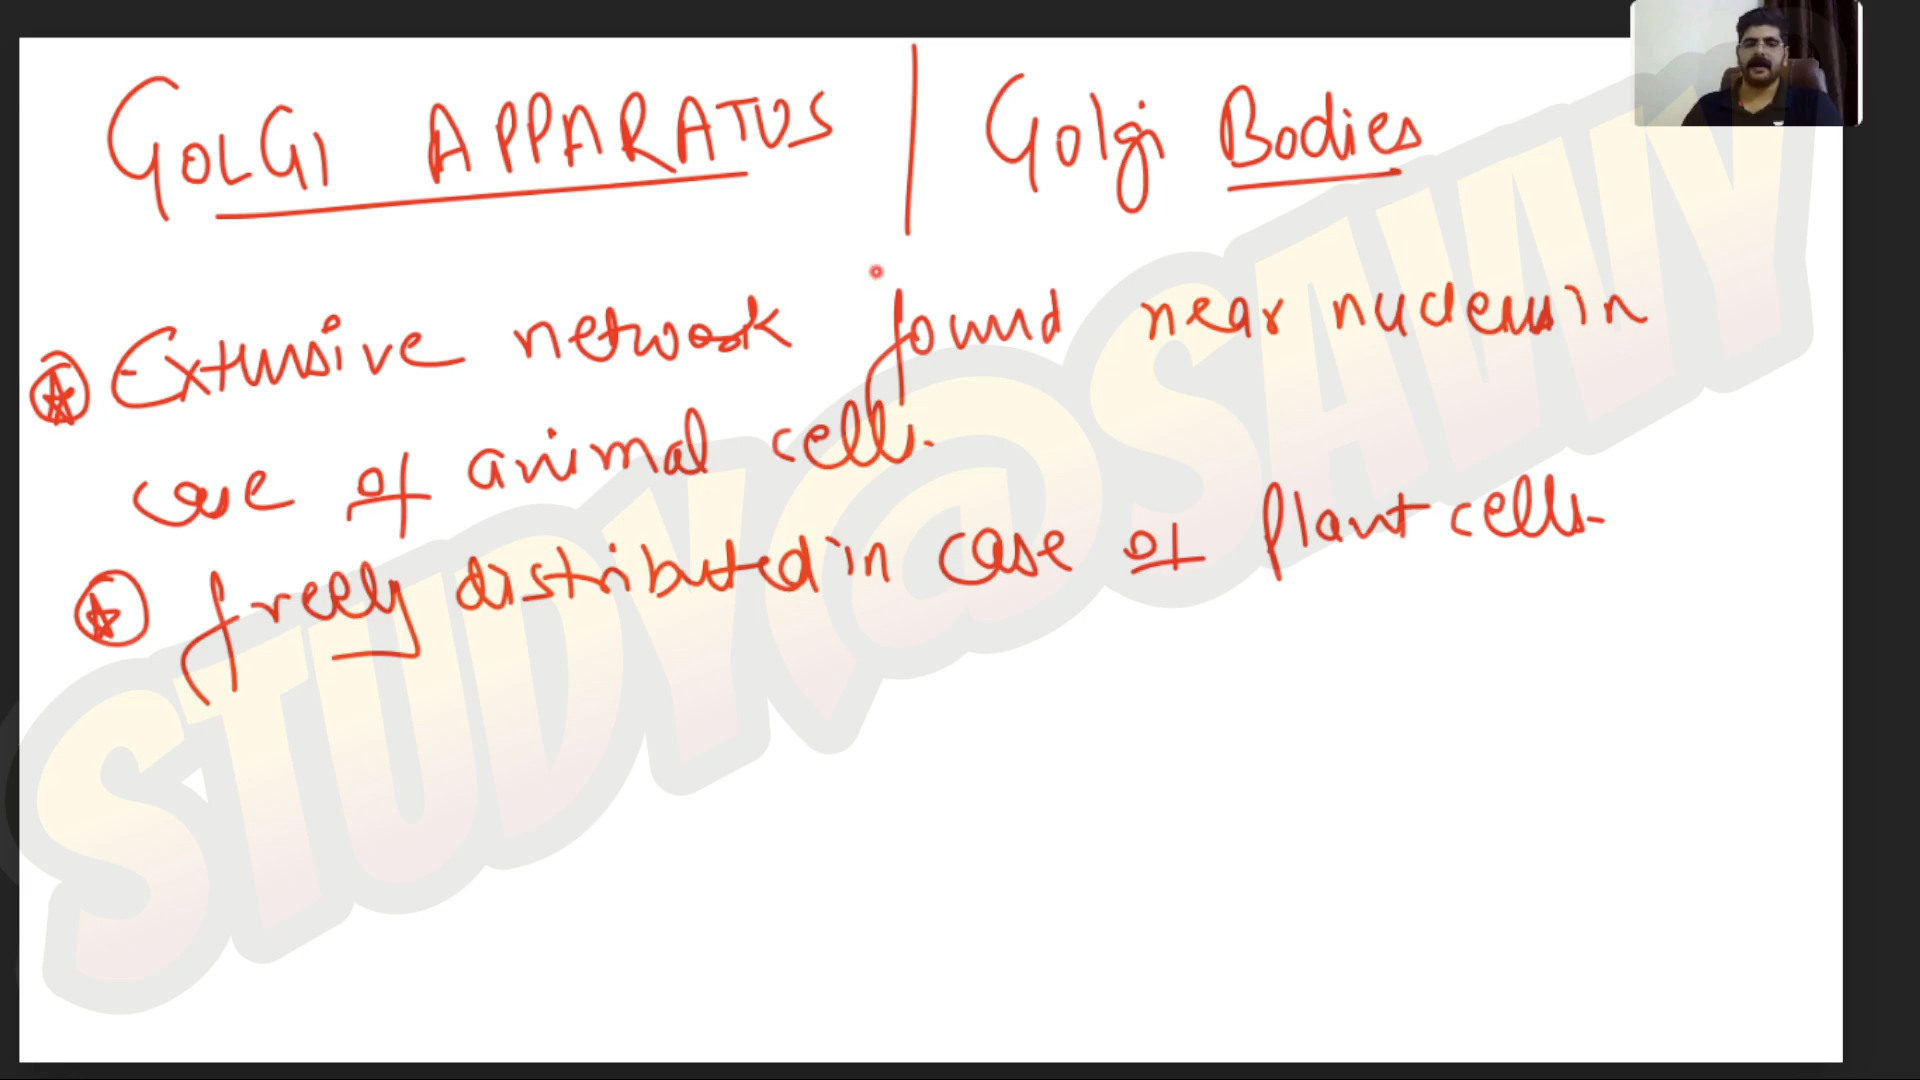 GOLGI APPARATUS | Golgi Bodies
Extensive network found near nucleus in
case of animal cells.
freely distributed in case of plant cells.
STUDY@SAVVY